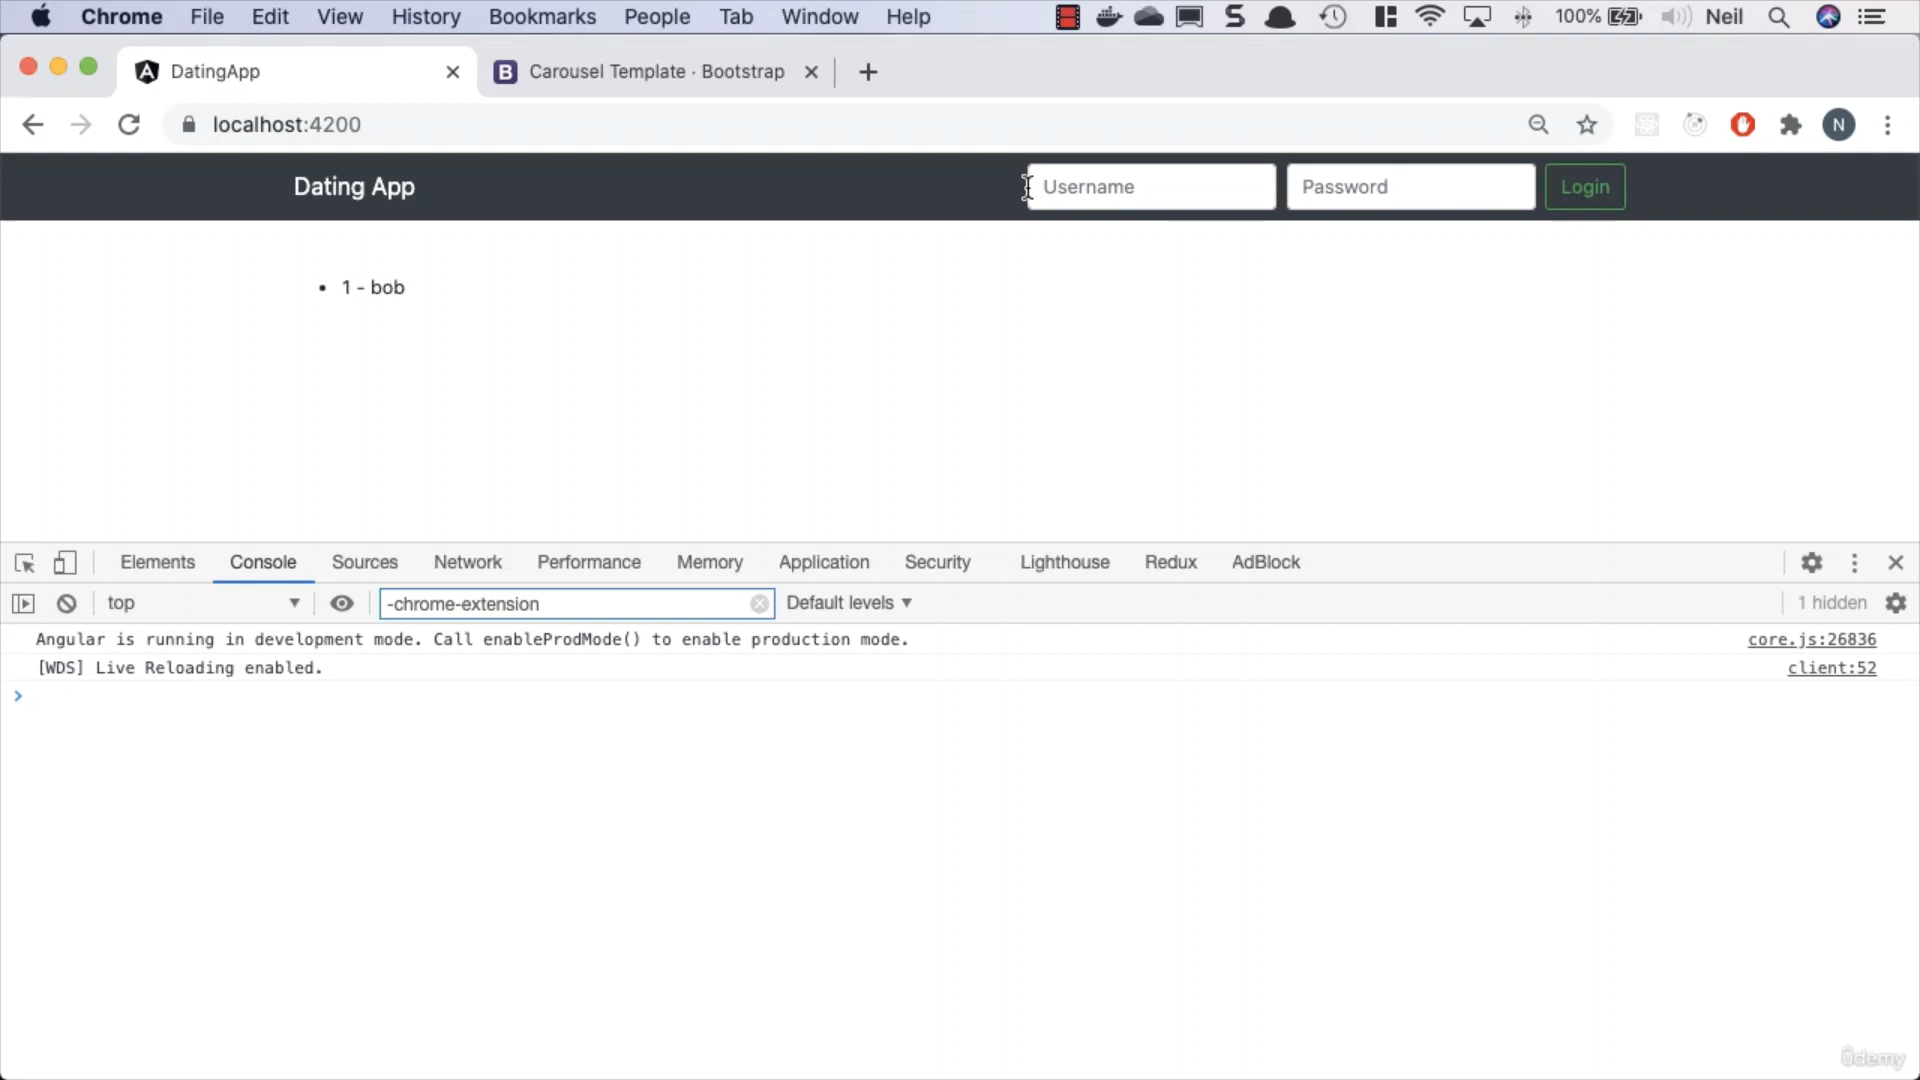 Chrome File Edit View History Bookmarks People Tab Window Help 100% Neil
DatingApp Carousel Template · Bootstrap
localhost:4200 N
Dating App Username Password Login
1 - bob
Elements Console Sources Network Performance Memory Application Security Lighthouse Redux AdBlock
top -chrome-extension Default levels 1 hidden
Angular is running in development mode. Call enableProdMode() to enable production mode. core.js:26836
[WDS] Live Reloading enabled. client:52
Udemy